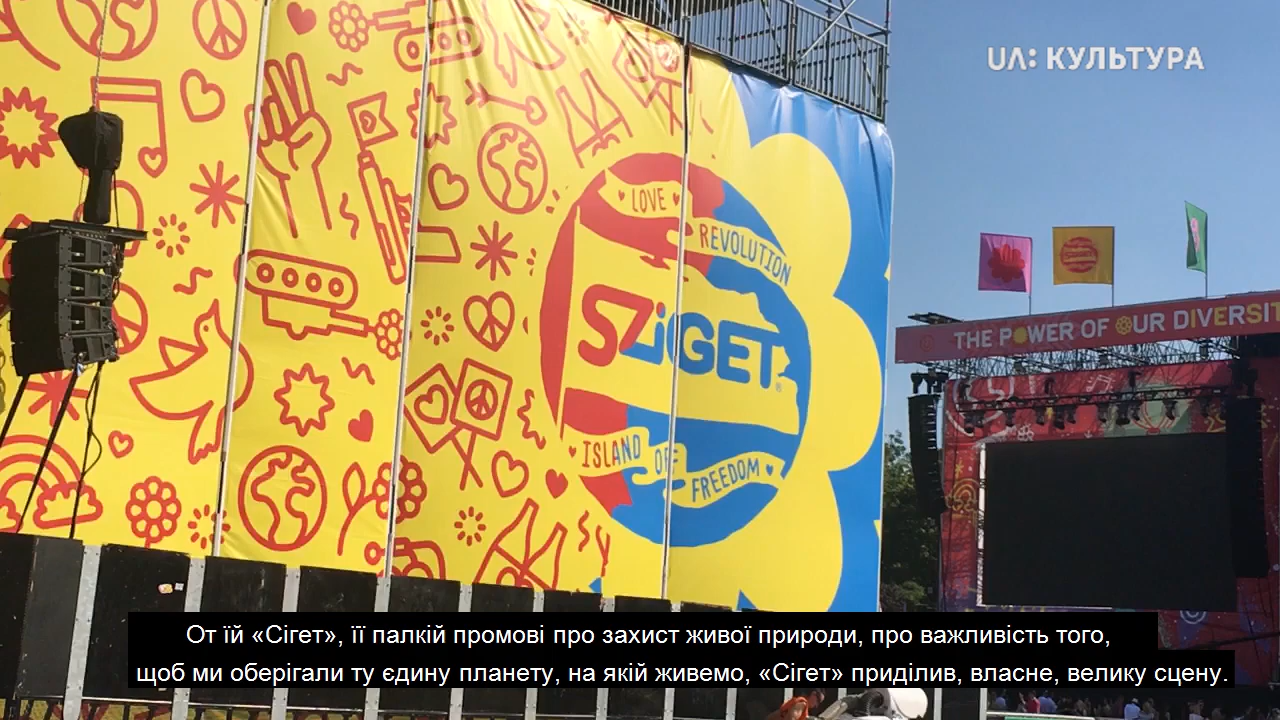 UA: КУЛЬТУРА
LOVE
REVOLUTION
SZiGET
ISLAND OF
FREEDOM
THE POWER OF OUR DIVERSIT
От їй «Сігет», її палкій промові про захист живої природи, про важливість того,
щоб ми оберігали ту єдину планету, на якій живемо, «Сігет» приділив, власне, велику сцену.